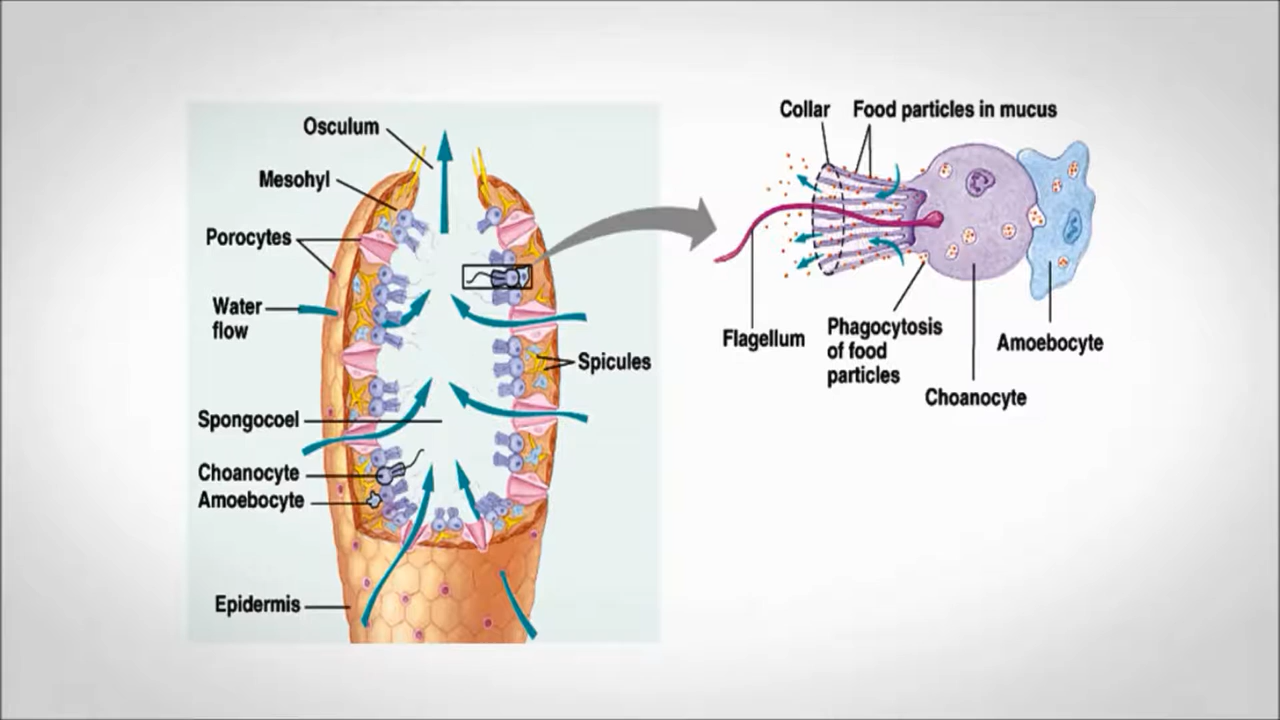 Osculum
Mesohyl
Porocytes
Water
flow
Spicules
Spongocoel
Choanocyte
Amoebocyte
Epidermis
Collar
Food particles in mucus
Flagellum
Phagocytosis
of food
particles
Choanocyte
Amoebocyte